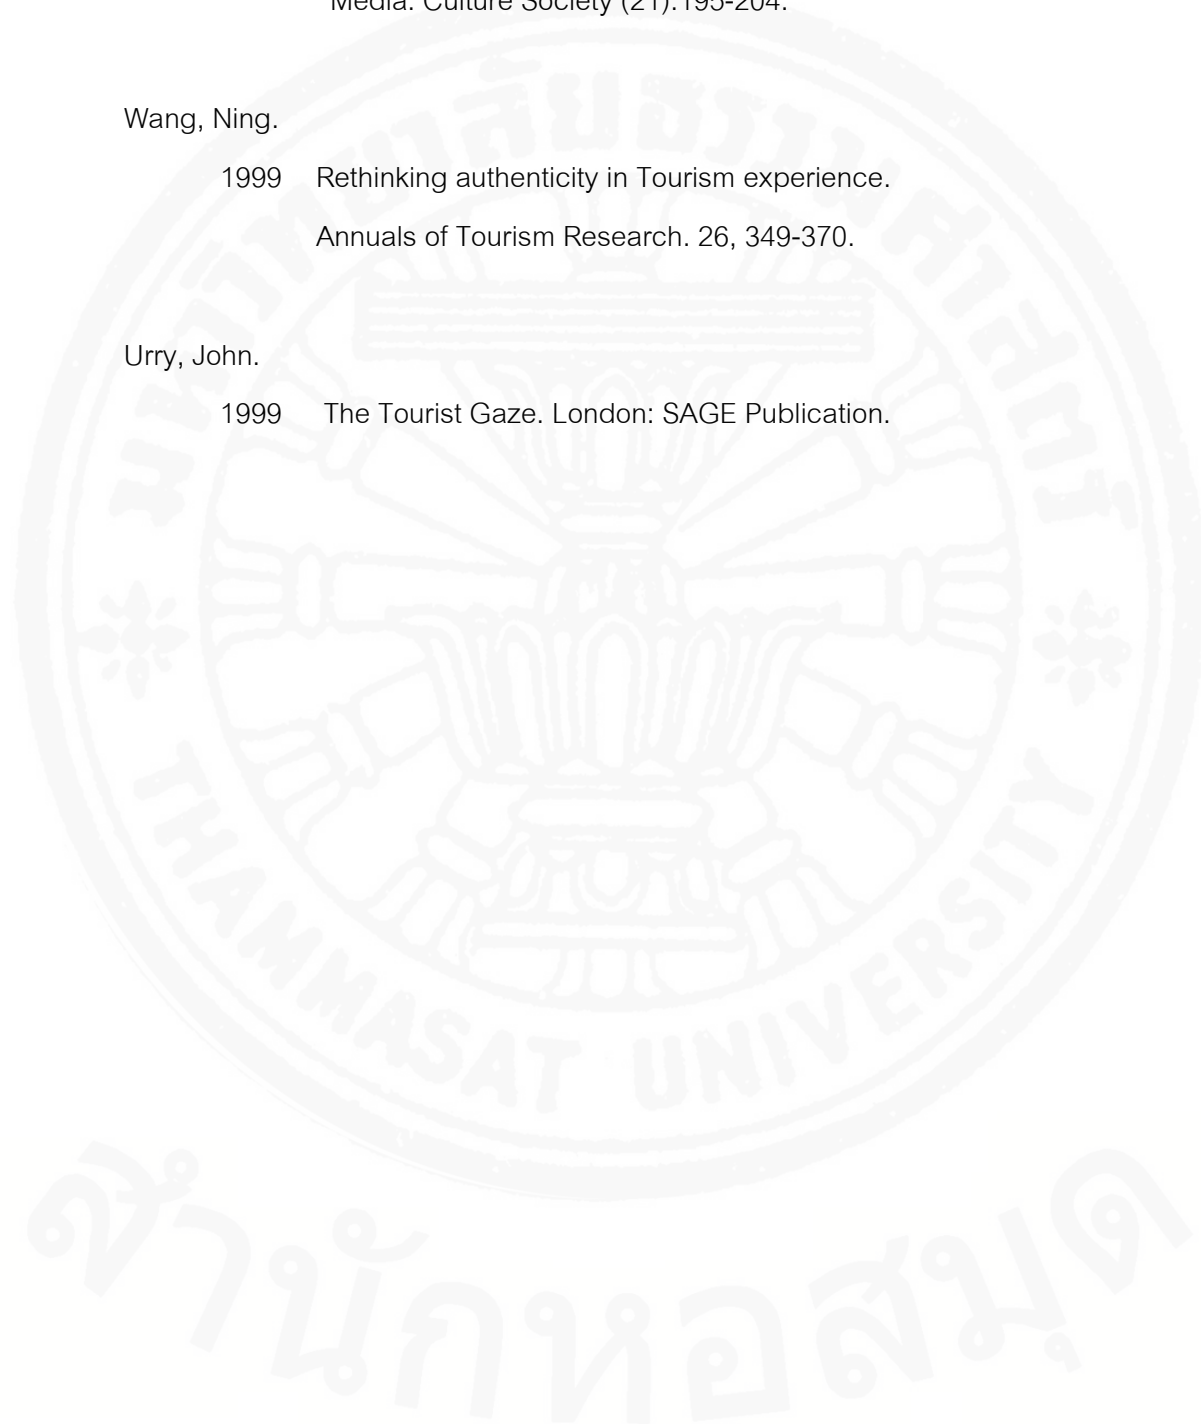 Media. Culture Society (21).195-204.
Wang, Ning.
1999 Rethinking authenticity in Tourism experience.
Annuals of Tourism Research. 26, 349-370.
Urry, John.
1999 The Tourist Gaze. London: SAGE Publication.
มหาวิทยาลัยธรรมศาสตร์
THAMMASAT UNIVERSITY
สำนักหอสมุด